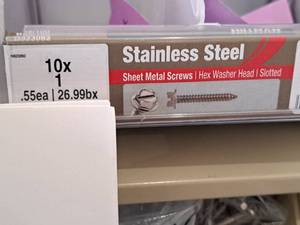 10x
1
.55ea | 26.99bx
Stainless Steel
Sheet Metal Screws | Hex Washer Head | Slotted